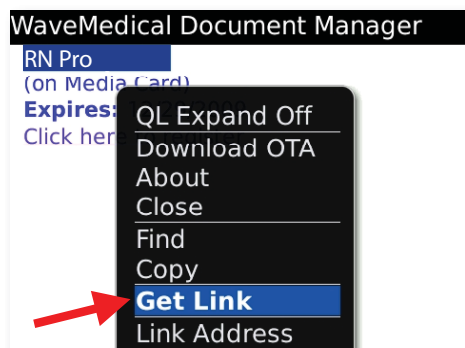 WaveMedical Document Manager
RN Pro
(on Media Card)
Expires:
Click here
QL Expand Off
Download OTA
About
Close
Find
Copy
Get Link
Link Address